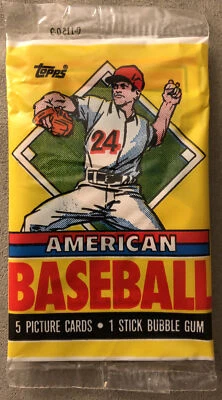 Topps
24
AMERICAN
BASEBALL
5 PICTURE CARDS • 1 STICK BUBBLE GUM